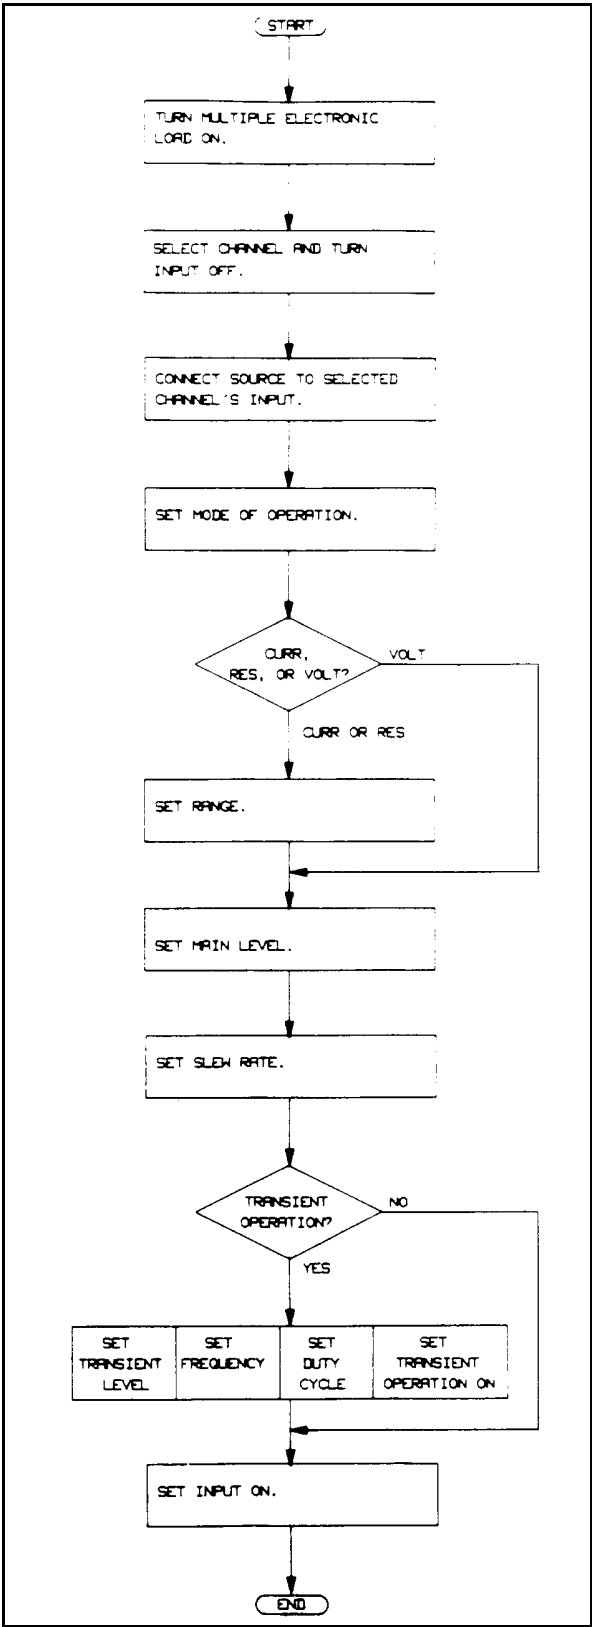 START
TURN MULTIPLE ELECTRONIC
LOAD ON.
SELECT CHANNEL AND TURN
INPUT OFF.
CONNECT SOURCE TO SELECTED
CHANNEL'S INPUT.
SET MODE OF OPERATION.
CURR,
RES, OR VOLT?
VOLT
CURR OR RES
SET RANGE.
SET MAIN LEVEL.
SET SLEW RATE.
TRANSIENT
OPERATION?
NO
YES
SET
TRANSIENT
LEVEL
SET
FREQUENCY
SET
DUTY
CYCLE
SET
TRANSIENT
OPERATION ON
SET INPUT ON.
END